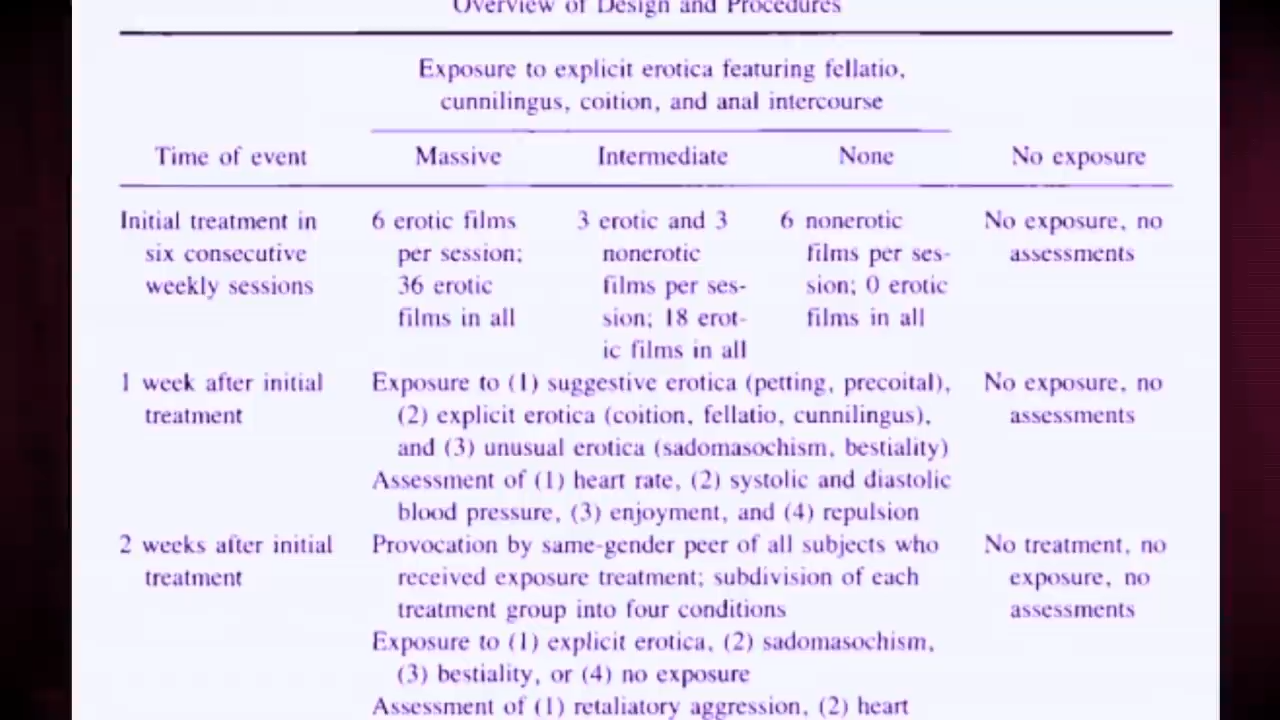 Overview of Design and Procedures
Exposure to explicit erotica featuring fellatio,
cunnilingus, coition, and anal intercourse
Time of event Massive Intermediate None No exposure
Initial treatment in 6 erotic films 3 erotic and 3 6 nonerotic No exposure, no
six consecutive per session; nonerotic films per ses- assessments
weekly sessions 36 erotic films per ses- sion; 0 erotic
films in all sion; 18 erot- films in all
ic films in all
1 week after initial Exposure to (1) suggestive erotica (petting, precoital), No exposure, no
treatment (2) explicit erotica (coition, fellatio, cunnilingus), assessments
and (3) unusual erotica (sadomasochism, bestiality)
Assessment of (1) heart rate, (2) systolic and diastolic
blood pressure, (3) enjoyment, and (4) repulsion
2 weeks after initial Provocation by same-gender peer of all subjects who No treatment, no
treatment received exposure treatment; subdivision of each exposure, no
treatment group into four conditions assessments
Exposure to (1) explicit erotica, (2) sadomasochism,
(3) bestiality, or (4) no exposure
Assessment of (1) retaliatory aggression, (2) heart